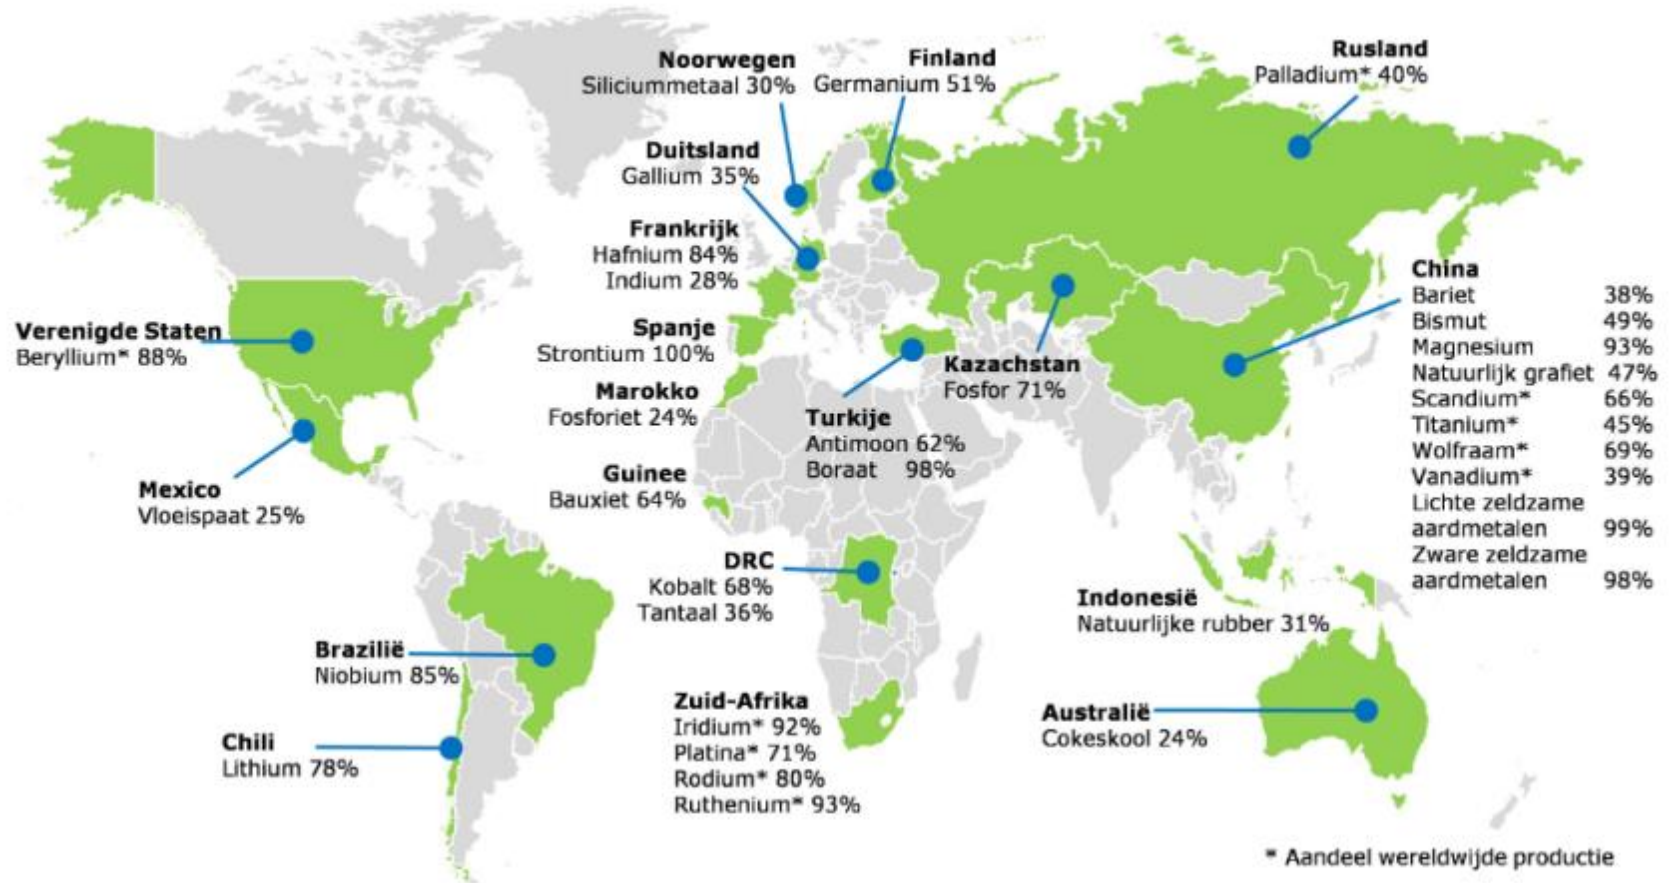 Noorwegen
Siliciummetaal 30%
Finland
Germanium 51%
Rusland
Palladium* 40%
Duitsland
Gallium 35%
Frankrijk
Hafnium 84%
Indium 28%
Verenigde Staten
Beryllium* 88%
Spanje
Strontium 100%
Marokko
Fosforiet 24%
Turkije
Antimoon 62%
Boraat 98%
Kazachstan
Fosfor 71%
China
Bariet 38%
Bismut 49%
Magnesium 93%
Natuurlijk grafiet 47%
Scandium* 66%
Titanium* 45%
Wolfraam* 69%
Vanadium* 39%
Lichte zeldzame
aardmetalen 99%
Zware zeldzame
aardmetalen 98%
Mexico
Vloeispaat 25%
Guinee
Bauxiet 64%
DRC
Kobalt 68%
Tantaal 36%
Indonesië
Natuurlijke rubber 31%
Brazilië
Niobium 85%
Chili
Lithium 78%
Zuid-Afrika
Iridium* 92%
Platina* 71%
Rodium* 80%
Ruthenium* 93%
Australië
Cokeskool 24%
* Aandeel wereldwijde productie